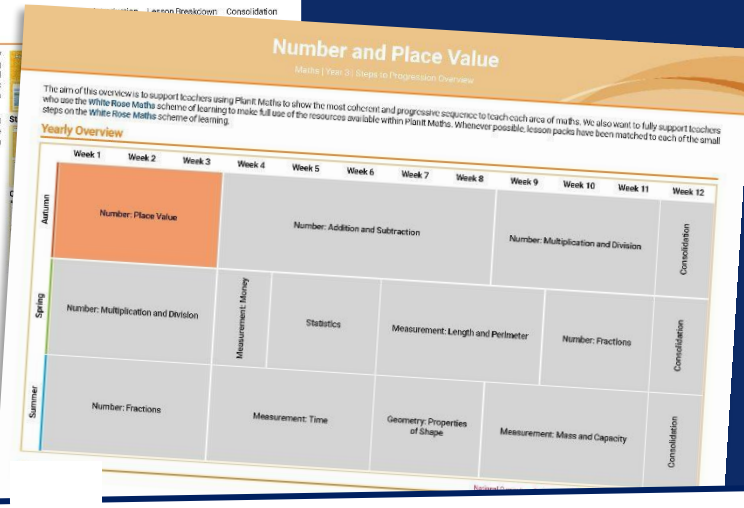 Lesson Breakdown Consolidation
Number and Place Value
Maths | Year 3 | Steps to Progression Overview
The aim of this overview is to support teachers using PlanIt Maths to show the most coherent and progressive sequence to teach each area of maths. We also want to fully support teachers
who use the White Rose Maths scheme of learning to make full use of the resources available within PlanIt Maths. Whenever possible, lesson packs have been matched to each of the small
steps on the White Rose Maths scheme of learning.
Yearly Overview
Week 1 Week 2 Week 3 Week 4 Week 5 Week 6 Week 7 Week 8 Week 9 Week 10 Week 11 Week 12
Autumn
Number: Place Value
Number: Addition and Subtraction
Number: Multiplication and Division
Consolidation
Spring
Number: Multiplication and Division
Measurement: Money
Statistics
Measurement: Length and Perimeter
Number: Fractions
Consolidation
Summer
Number: Fractions
Measurement: Time
Geometry: Properties
of Shape
Measurement: Mass and Capacity
Consolidation